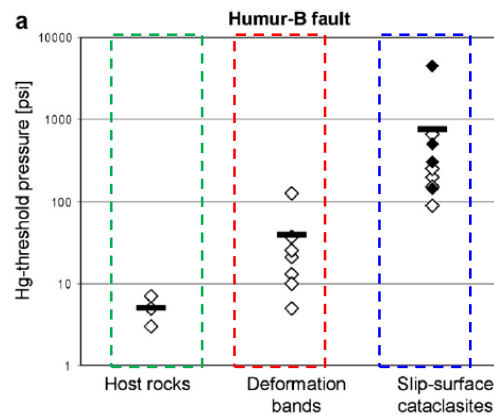 a
Humur-B fault
Hg-threshold pressure [psi]
10000
1000
100
10
1
Host rocks
Deformation
bands
Slip-surface
cataclasites